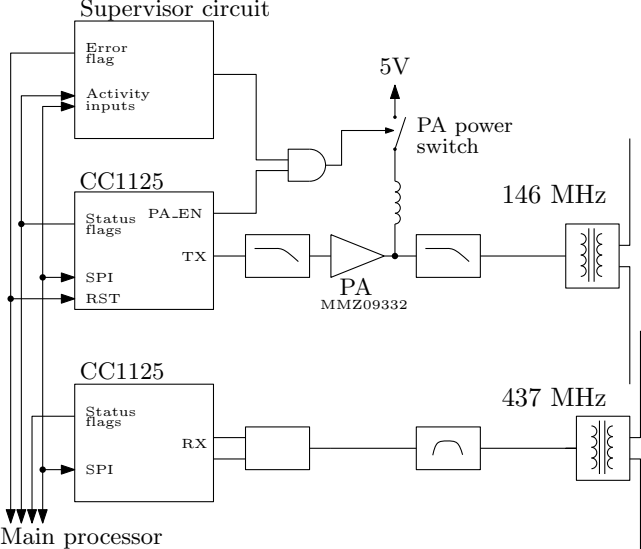 Supervisor circuit
Error
flag
Activity
inputs
5V
PA power
switch
CC1125
Status
flags
PA_EN
TX
SPI
RST
PA
MMZ09332
146 MHz
CC1125
Status
flags
RX
SPI
437 MHz
Main processor